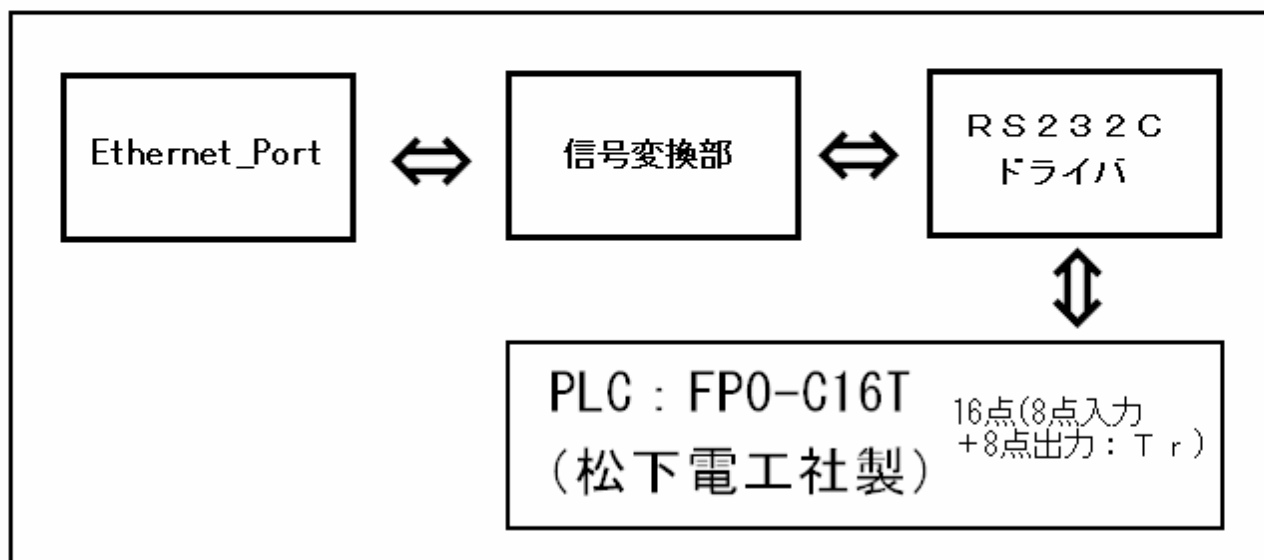 Ethernet_Port
信号変換部
ＲＳ２３２Ｃ
ドライバ
PLC：FP0-C16T
(松下電工社製)
16点(8点入力
＋8点出力：Ｔｒ)